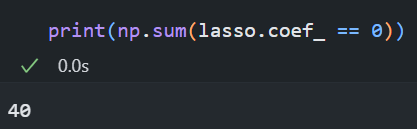 print(np.sum(lasso.coef_ == 0))
0.0s
40